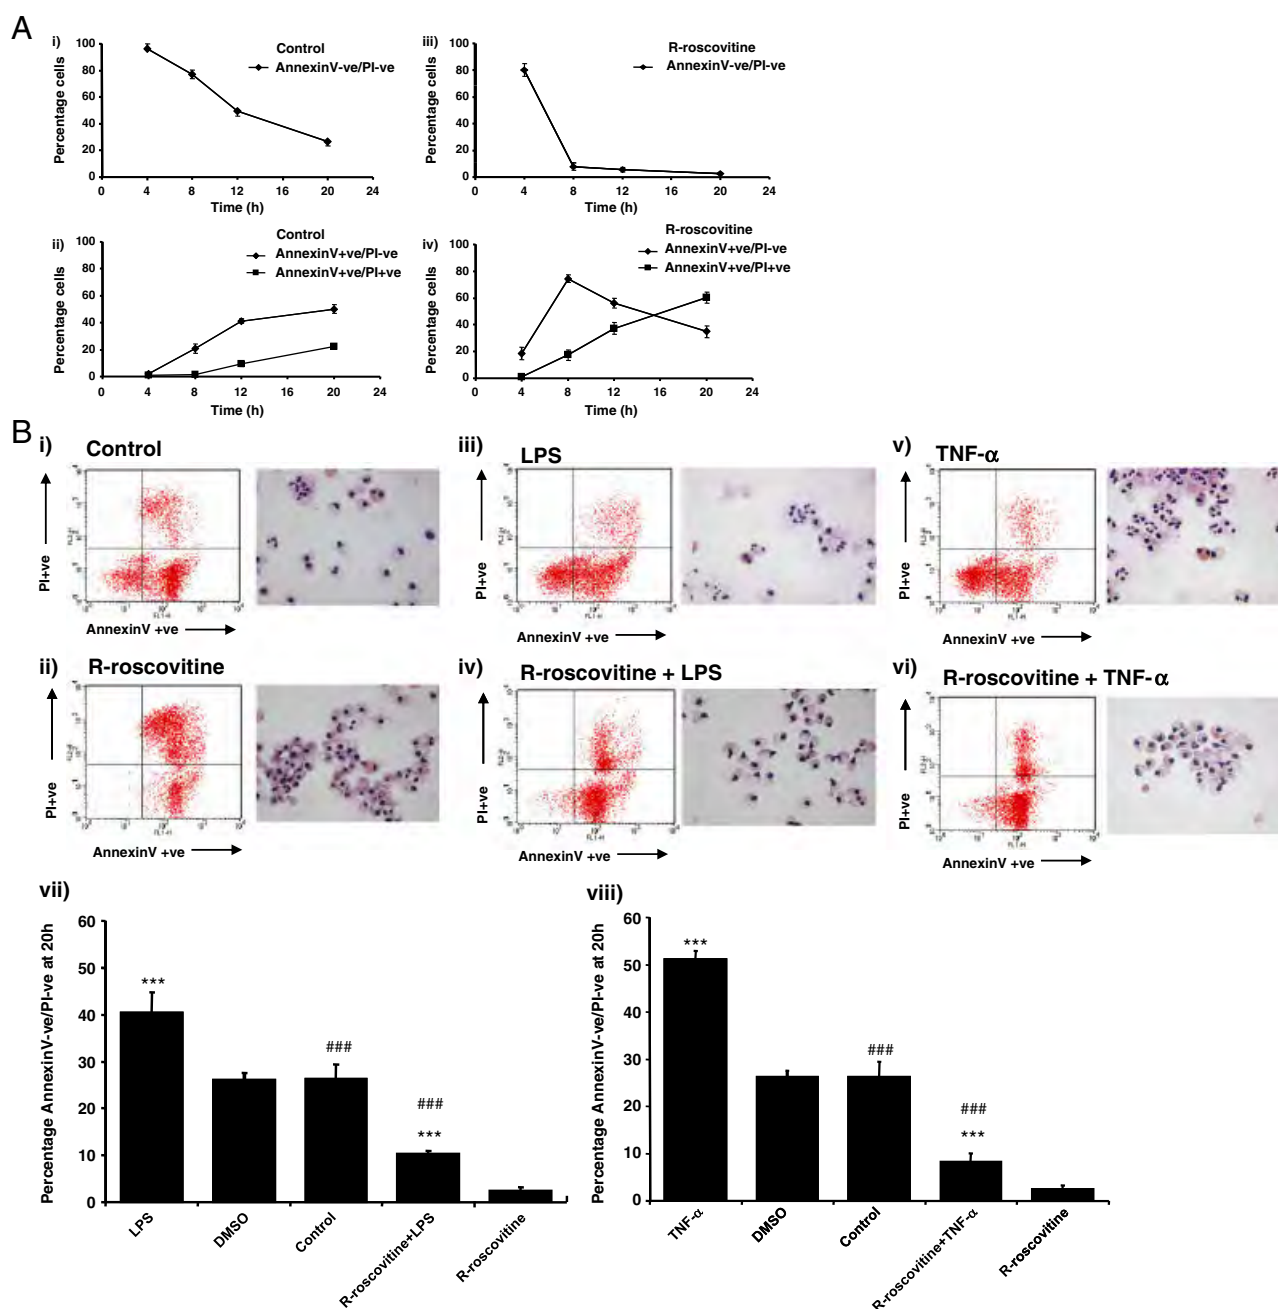 A
i)
Control
AnnexinV-ve/PI-ve
Percentage cells
100
80
60
40
20
0
0 4 8 12 16 20 24
Time (h)
iii)
R-roscovitine
AnnexinV-ve/PI-ve
Percentage cells
100
80
60
40
20
0
0 4 8 12 16 20 24
Time (h)
ii)
Control
AnnexinV+ve/PI-ve
AnnexinV+ve/PI+ve
Percentage cells
100
80
60
40
20
0
0 4 8 12 16 20 24
Time (h)
iv)
R-roscovitine
AnnexinV+ve/PI-ve
AnnexinV+ve/PI+ve
Percentage cells
100
80
60
40
20
0
0 4 8 12 16 20 24
Time (h)
B
i) Control
PI+ve
FL1-H
AnnexinV +ve
iii) LPS
PI+ve
FL1-H
AnnexinV +ve
v) TNF-α
PI+ve
FL1-H
AnnexinV +ve
ii) R-roscovitine
PI+ve
FL1-H
AnnexinV +ve
iv) R-roscovitine + LPS
PI+ve
FL1-H
AnnexinV +ve
vi) R-roscovitine + TNF-α
PI+ve
FL1-H
AnnexinV +ve
vii)
Percentage AnnexinV-ve/PI-ve at 20h
60
50
40
30
20
10
0
***
###
###
***
LPS
DMSO
Control
R-roscovitine+LPS
R-roscovitine
viii)
Percentage AnnexinV-ve/PI-ve at 20h
60
50
40
30
20
10
0
***
###
###
***
TNF-α
DMSO
Control
R-roscovitine+TNF-α
R-roscovitine